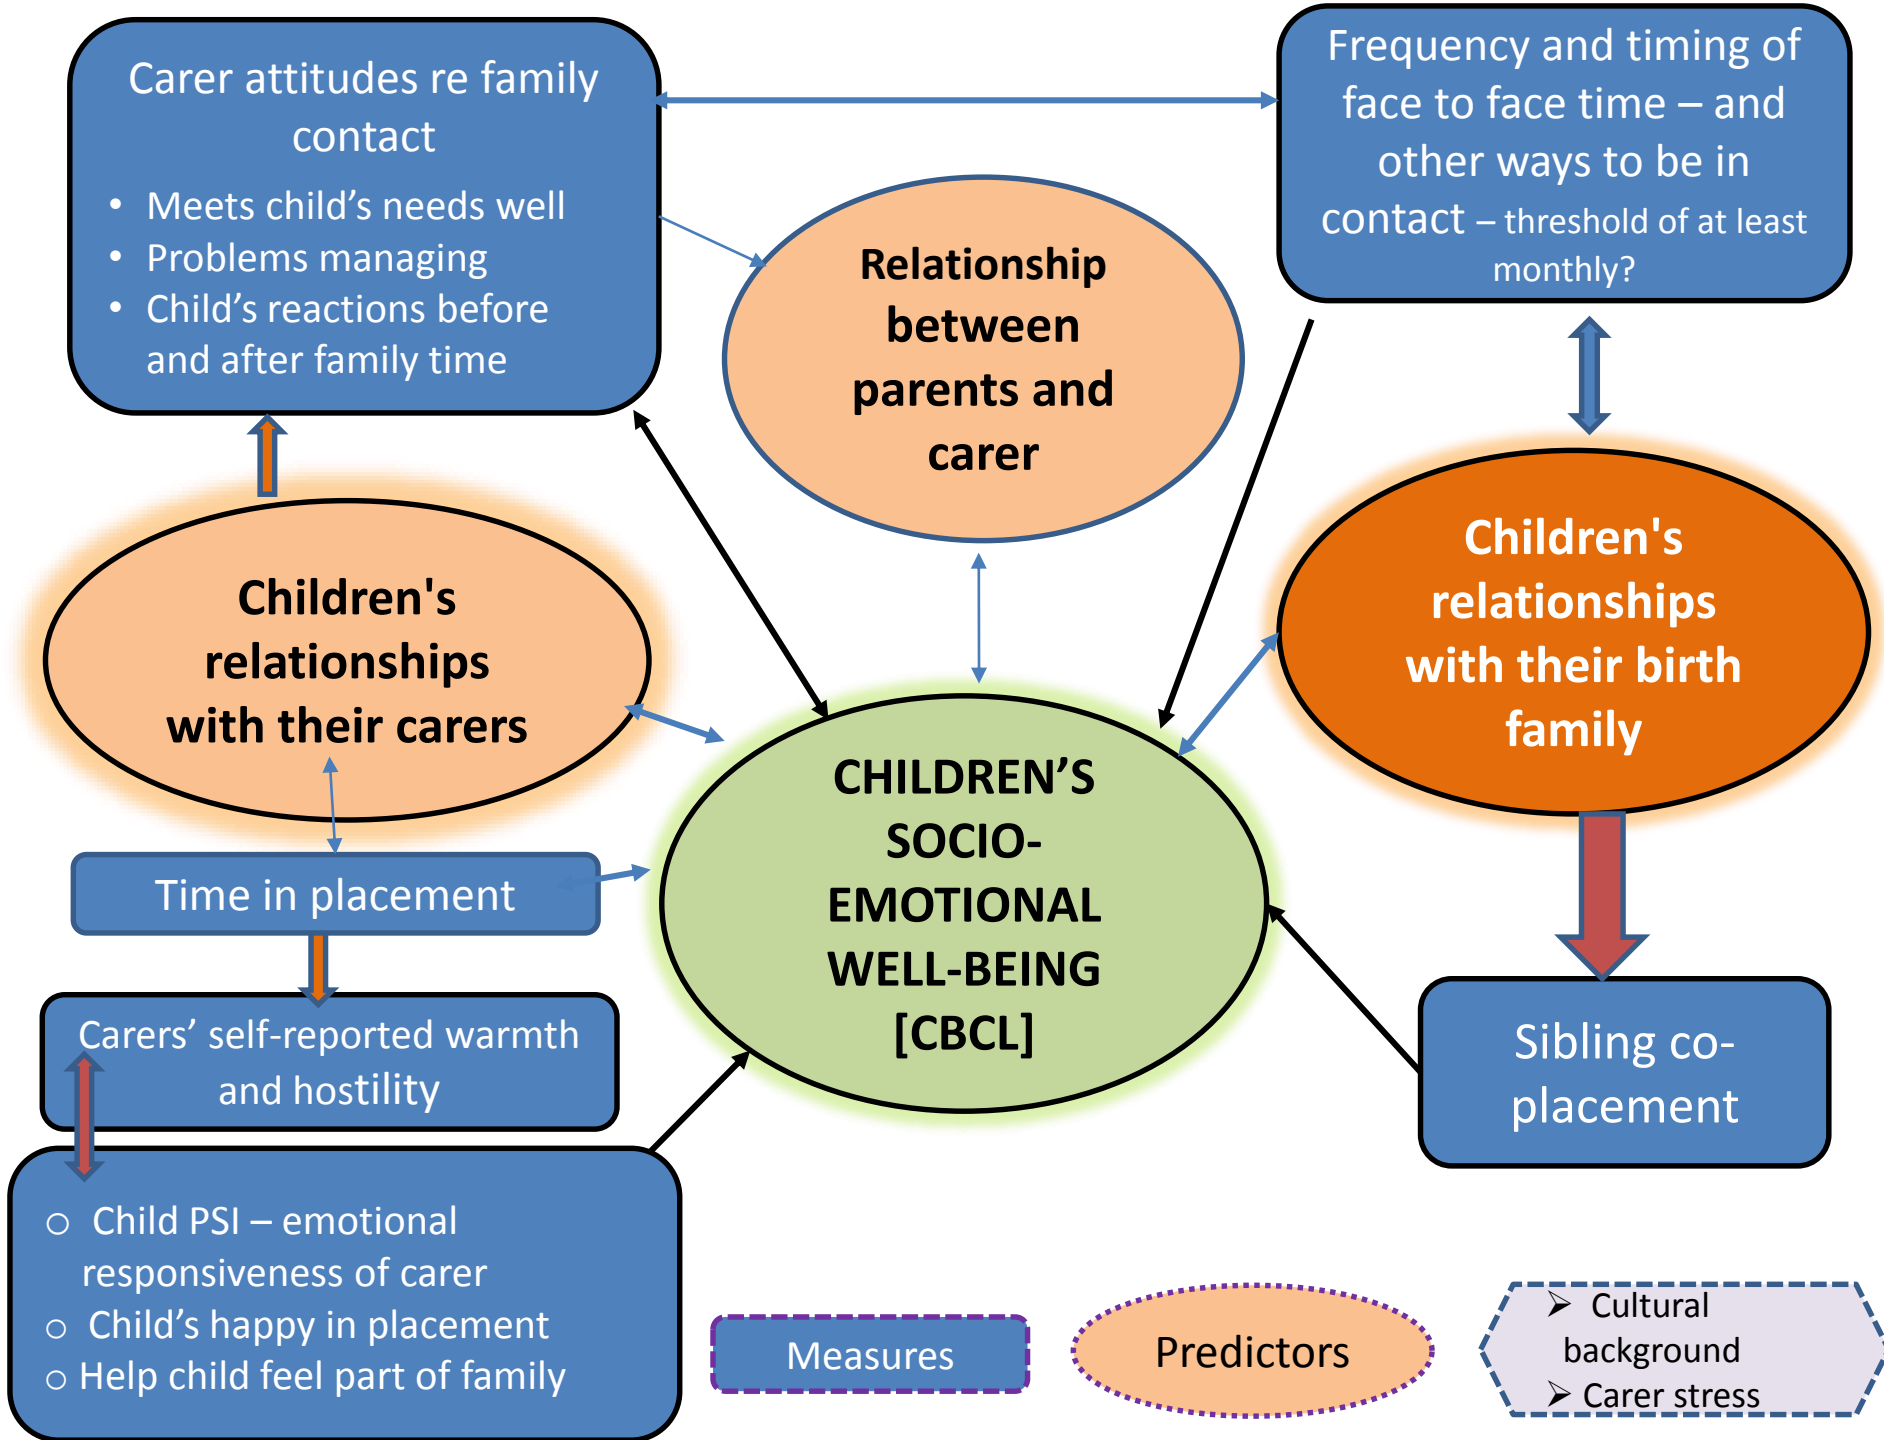 Carer attitudes re family
contact
• Meets child’s needs well
• Problems managing
• Child’s reactions before
and after family time
Frequency and timing of
face to face time – and
other ways to be in
contact – threshold of at least
monthly?
Relationship
between
parents and
carer
Children's
relationships
with their carers
Children's
relationships
with their birth
family
CHILDREN’S
SOCIO-
EMOTIONAL
WELL-BEING
[CBCL]
Time in placement
Carers’ self-reported warmth
and hostility
Sibling co-
placement
o Child PSI – emotional
responsiveness of carer
o Child’s happy in placement
o Help child feel part of family
Measures
Predictors
➢ Cultural
background
➢ Carer stress